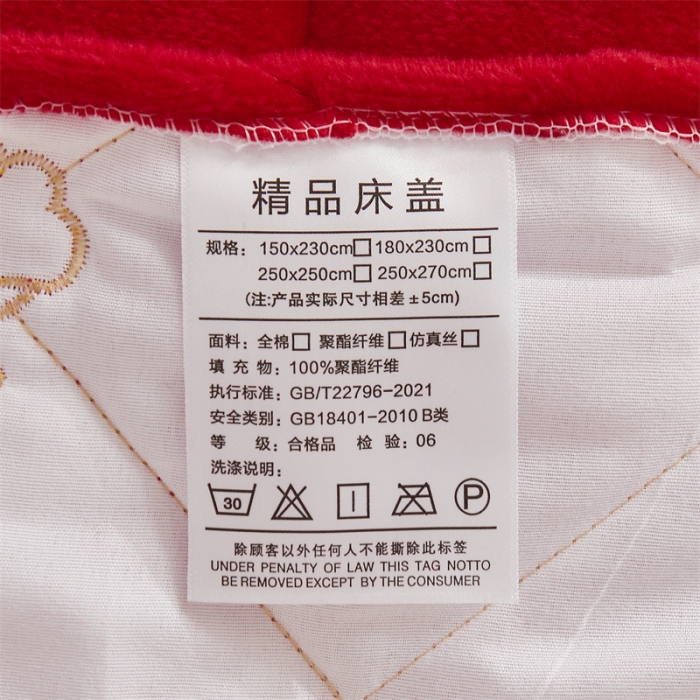 精品床盖
规格：150x230cm□ 180x230cm□
250x250cm□ 250x270cm□
(注:产品实际尺寸相差±5cm)
面料：全棉□ 聚酯纤维□ 仿真丝□
填 充 物：100%聚酯纤维
执行标准：GB/T22796-2021
安全类别：GB18401-2010 B类
等 级：合格品 检 验：06
洗涤说明：
30 P
除顾客以外任何人不能撕除此标签
UNDER PENALTY OF LAW THIS TAG NOTTO
BE REMOVED EXCEPT BY THE CONSUMER